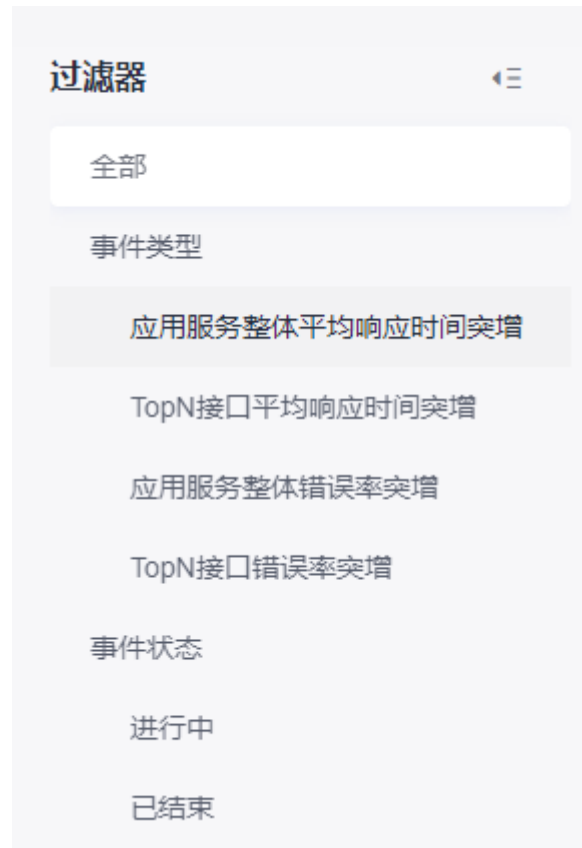 过滤器
全部
事件类型
应用服务整体平均响应时间突增
TopN接口平均响应时间突增
应用服务整体错误率突增
TopN接口错误率突增
事件状态
进行中
已结束